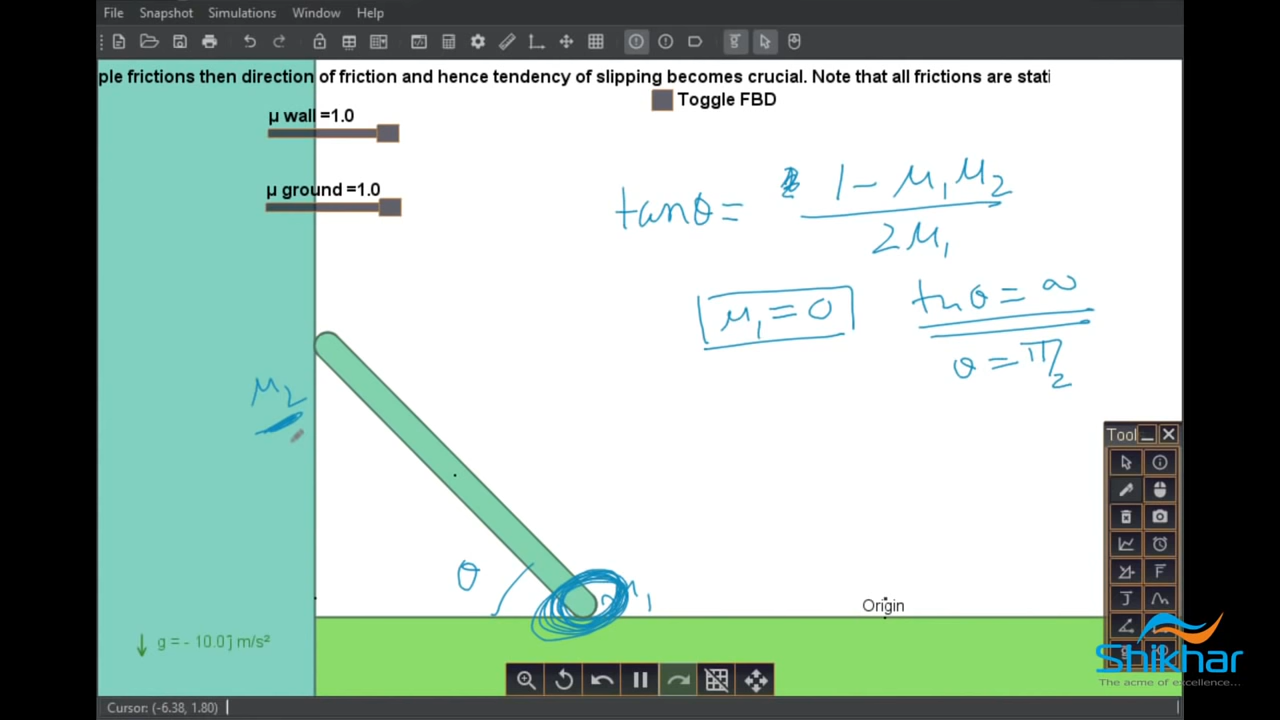 File Snapshot Simulations Window Help
ple frictions then direction of friction and hence tendency of slipping becomes crucial. Note that all frictions are stati
Toggle FBD
μ wall =1.0
μ ground =1.0
tanθ = 1 - μ₁μ₂ / 2μ₁
μ₁ = 0
tanθ = ∞
θ = π/2
μ₂
θ
μ₁
Origin
g = - 10.0 ĵ m/s²
Tool
Shikhar
The acme of excellence...
Cursor: (-6.38, 1.80)